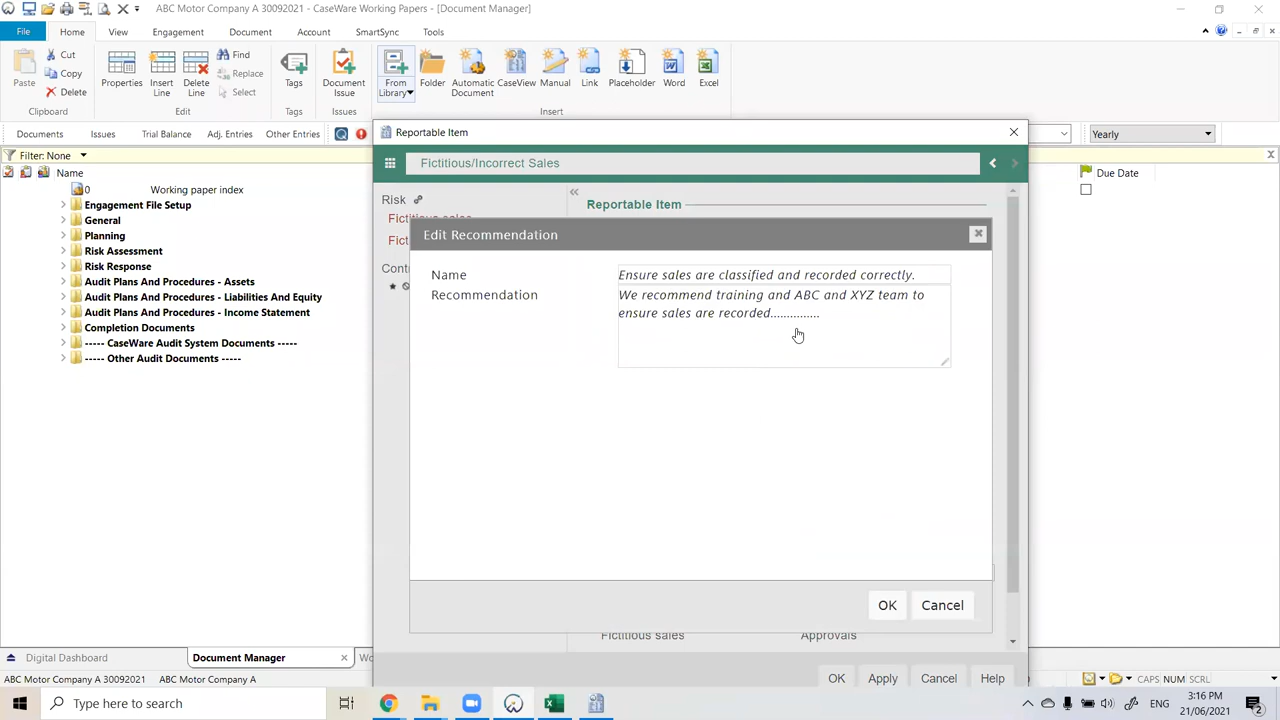 ABC Motor Company A 30092021 - CaseWare Working Papers - [Document Manager]
File Home View Engagement Document Account SmartSync Tools
Paste Cut Copy Delete Clipboard
Properties Insert Line Delete Line Find Replace Select Edit
Tags Tags
Document Issue Issues
From Library Folder Automatic Document CaseView Manual Link Placeholder Word Excel Insert
Documents Issues Trial Balance Adj. Entries Other Entries Yearly
Filter: None
Name Due Date
0 Working paper index
Engagement File Setup
General
Planning
Risk Assessment
Risk Response
Audit Plans And Procedures - Assets
Audit Plans And Procedures - Liabilities And Equity
Audit Plans And Procedures - Income Statement
Completion Documents
----- CaseWare Audit System Documents -----
----- Other Audit Documents -----
Reportable Item
Fictitious/Incorrect Sales
Risk
Fictitious sales
Reportable Item
Edit Recommendation
Name
Ensure sales are classified and recorded correctly.
Recommendation
We recommend training and ABC and XYZ team to
ensure sales are recorded...............
OK Cancel
Fictitious sales Approvals
OK Apply Cancel Help
Digital Dashboard Document Manager
ABC Motor Company A 30092021 ABC Motor Company A CAPS NUM SCRL
Type here to search
ENG
3:16 PM
21/06/2021
2